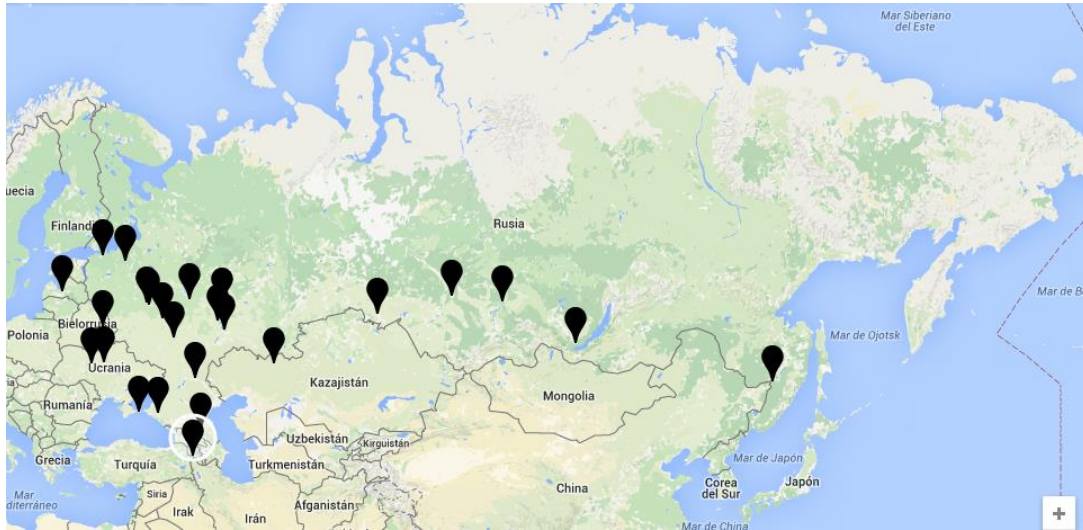 Mar Siberiano
del Este
uecia
Finlandi
Rusia
Mar de B
Bielorrusia
Polonia
Mar de Ojotsk
Ucrania
Kazajistán
Mongolia
Rumanía
Uzbekistán
Kirguistán
Grecia
Turquía
Turkmenistán
Mar de Japón
Corea
del Sur
Japón
Siria
China
Mar
diterráneo
Irak
Irán
Afganistán
Mar de China
+